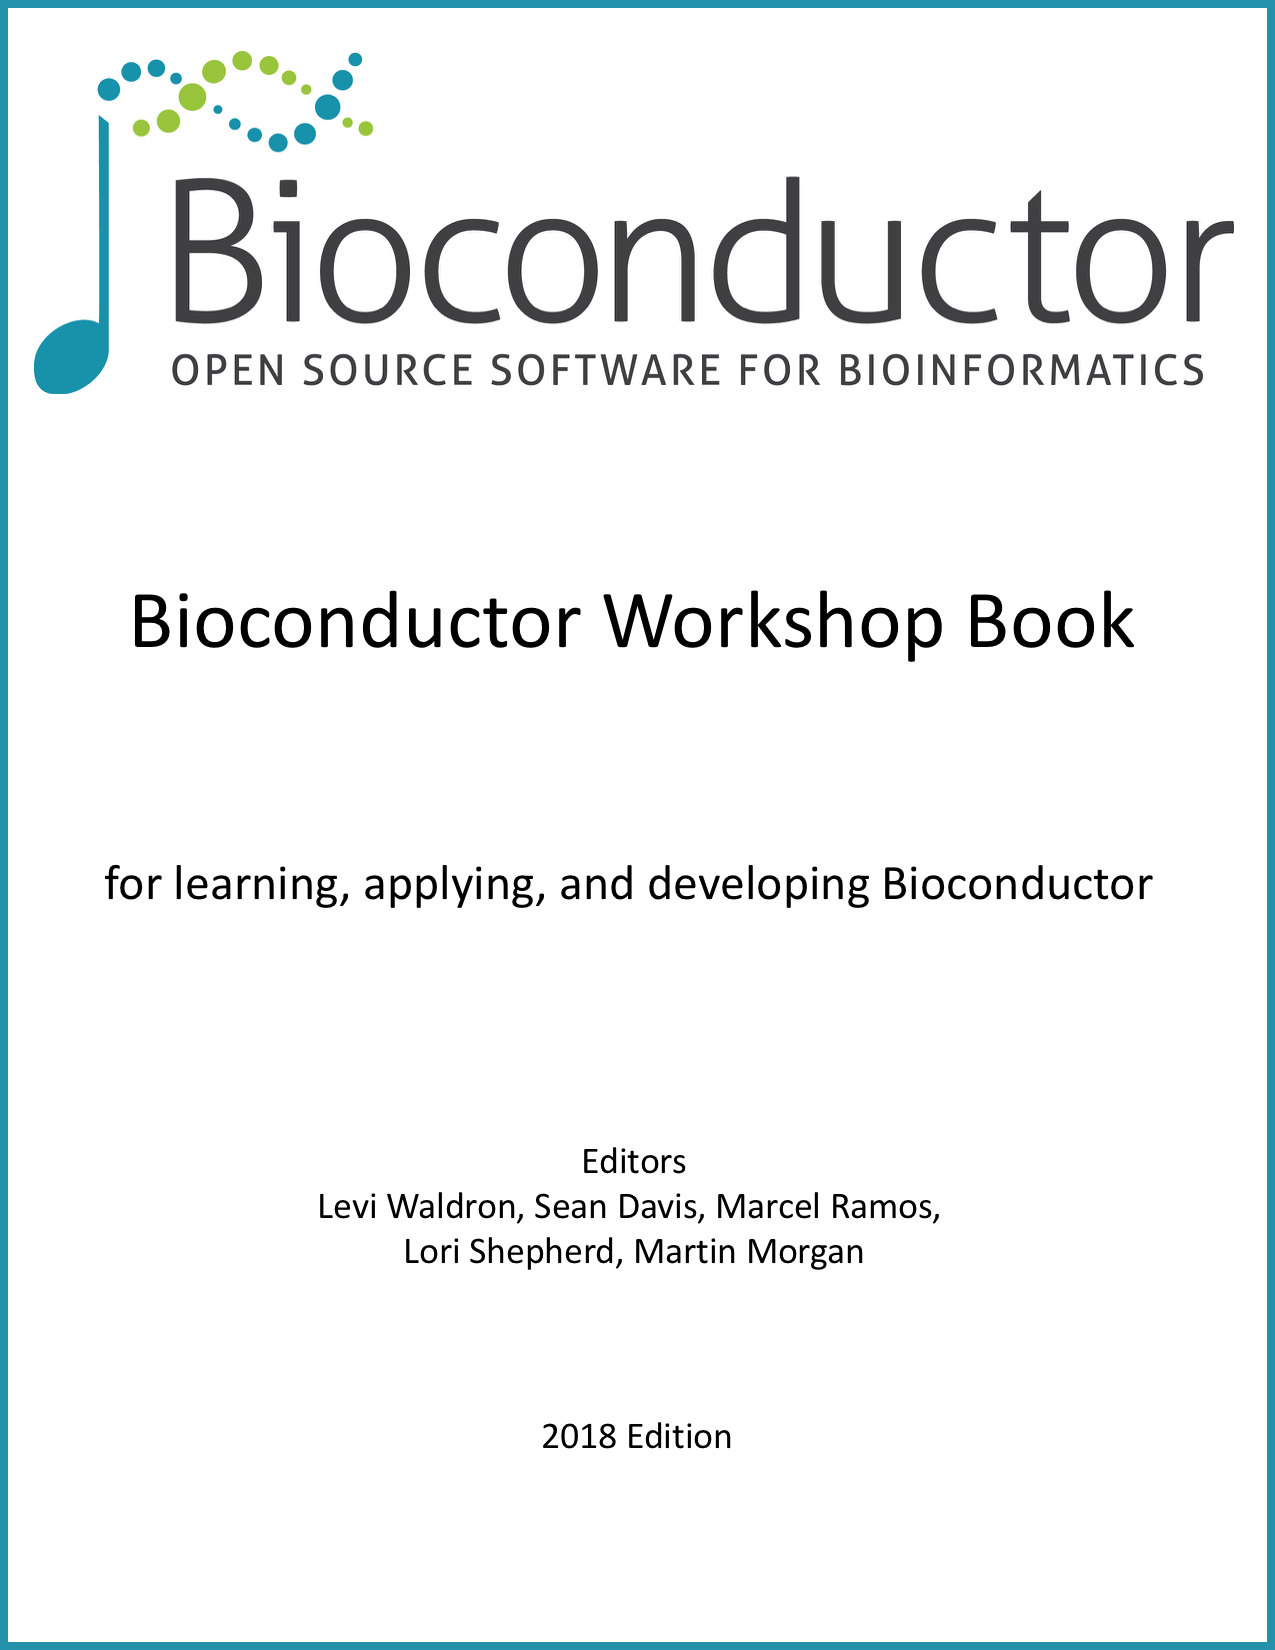 Bioconductor
OPEN SOURCE SOFTWARE FOR BIOINFORMATICS
Bioconductor Workshop Book
for learning, applying, and developing Bioconductor
Editors
Levi Waldron, Sean Davis, Marcel Ramos,
Lori Shepherd, Martin Morgan
2018 Edition